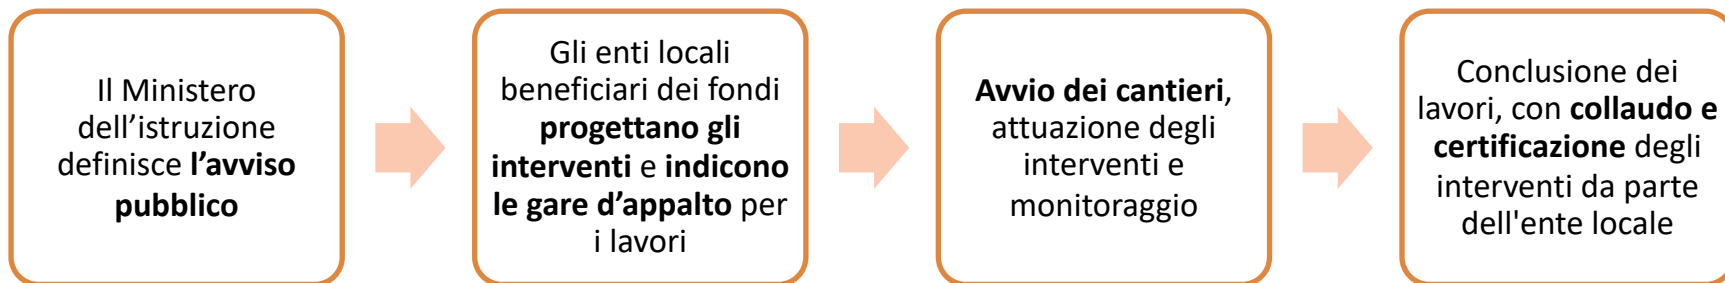 Il Ministero
dell’istruzione
definisce l’avviso
pubblico
Gli enti locali
beneficiari dei fondi
progettano gli
interventi e indicono
le gare d’appalto per
i lavori
Avvio dei cantieri,
attuazione degli
interventi e
monitoraggio
Conclusione dei
lavori, con collaudo e
certificazione degli
interventi da parte
dell'ente locale